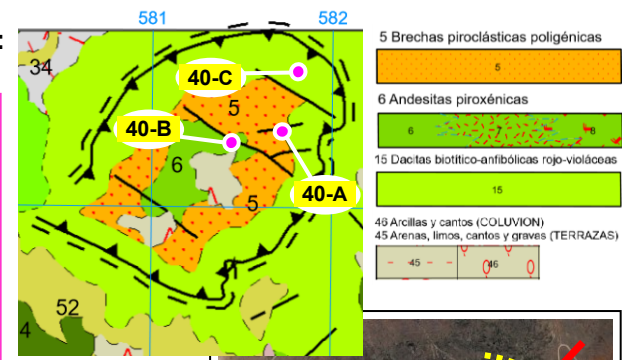 581 582
:
34
40-C
5
40-B
6
40-A
5
52
4
5 Brechas piroclásticas poligénicas
5
6 Andesitas piroxénicas
6 7 8
15 Dacitas biotítico-anfibólicas rojo-violáceas
15
46 Arcillas y cantos (COLUVION)
45 Arenas, limos, cantos y graves (TERRAZAS)
45 46